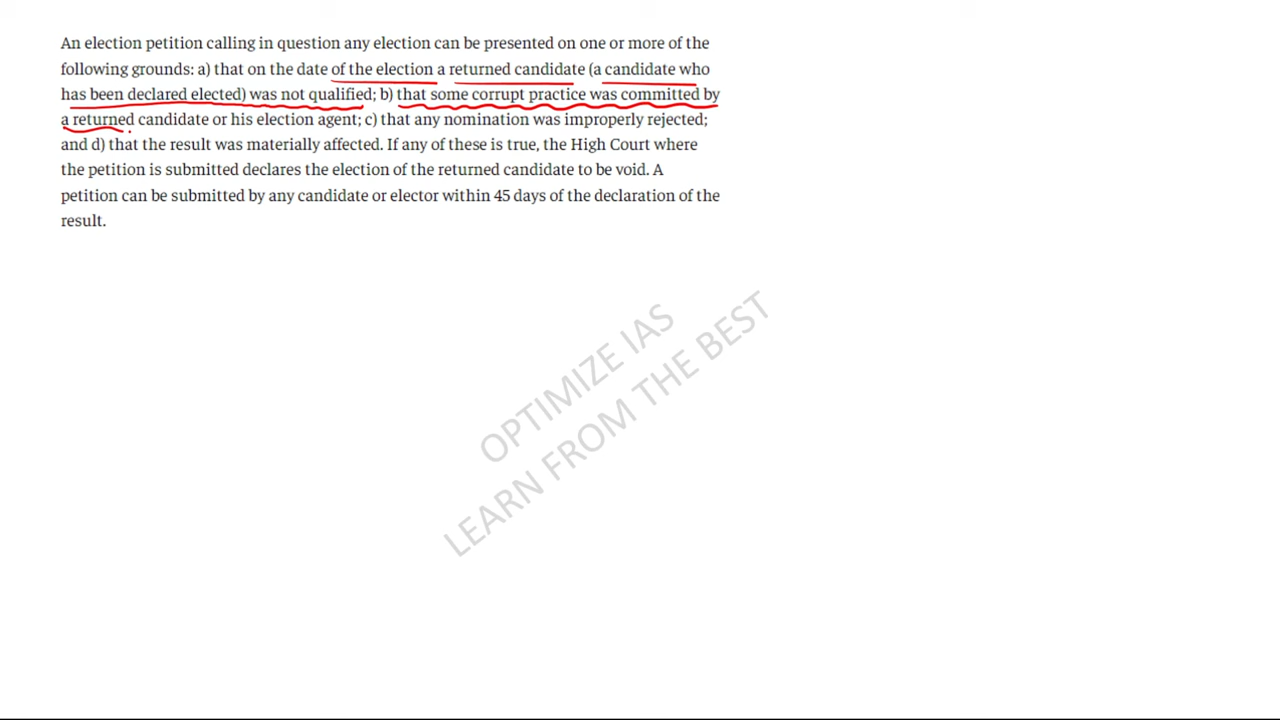 An election petition calling in question any election can be presented on one or more of the
following grounds: a) that on the date of the election a returned candidate (a candidate who
has been declared elected) was not qualified; b) that some corrupt practice was committed by
a returned candidate or his election agent; c) that any nomination was improperly rejected;
and d) that the result was materially affected. If any of these is true, the High Court where
the petition is submitted declares the election of the returned candidate to be void. A
petition can be submitted by any candidate or elector within 45 days of the declaration of the
result.
OPTIMIZE IAS
LEARN FROM THE BEST